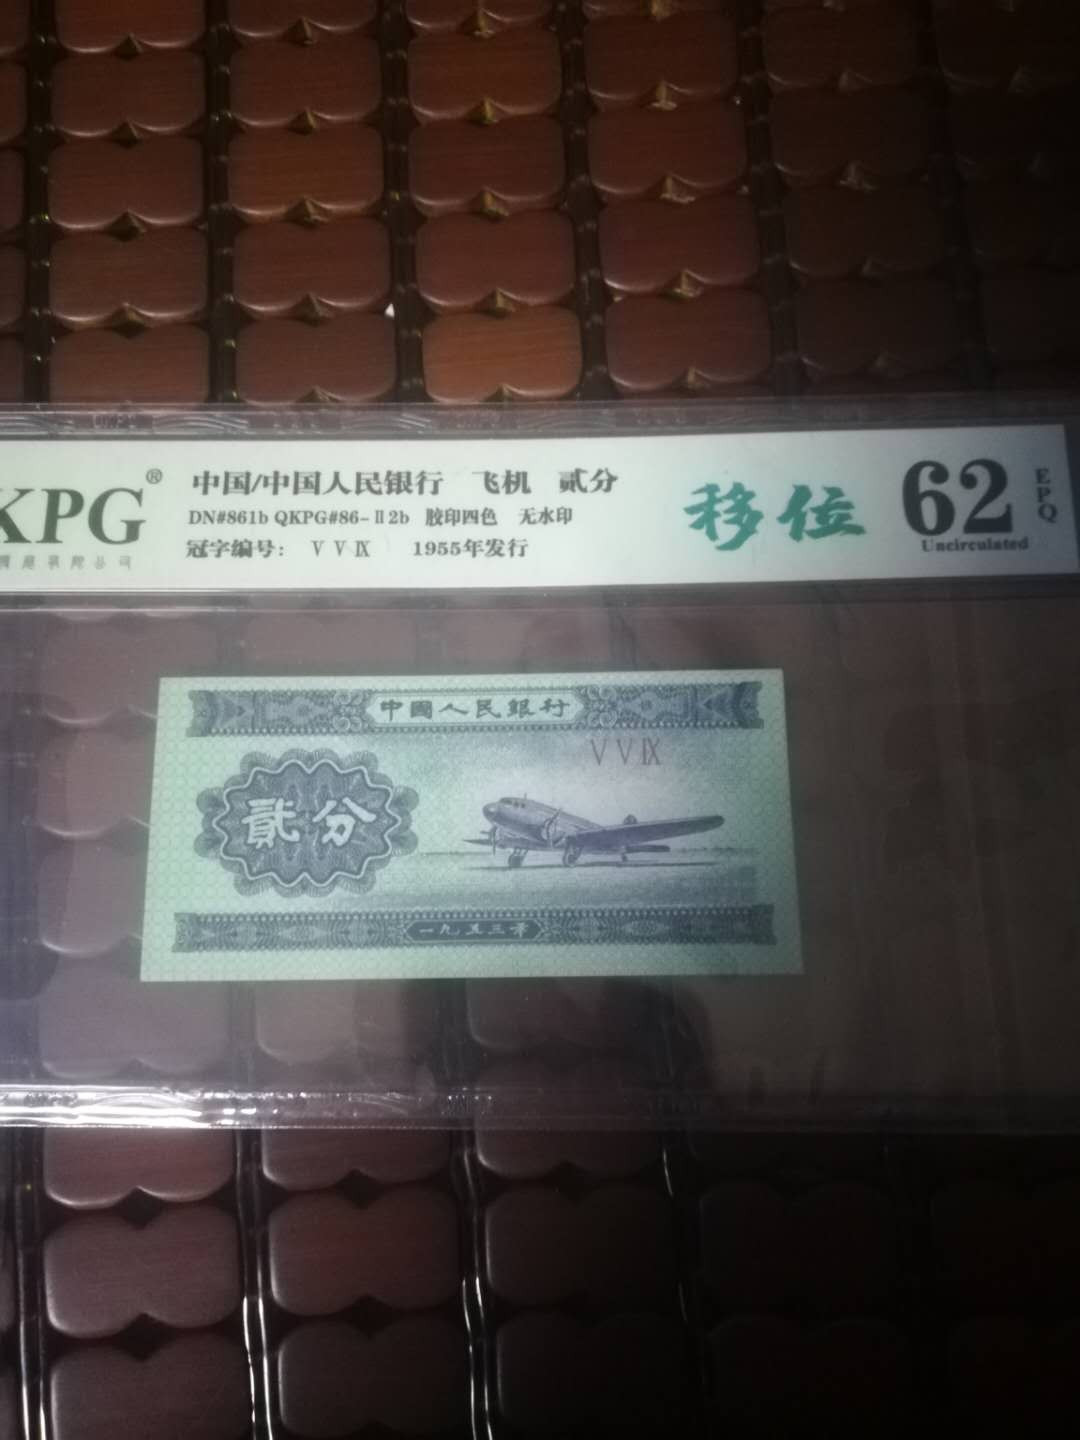 KPG®
中国/中国人民银行 飞机 贰分
DN#861b QKPG#86-Ⅱ2b 胶印四色 无水印
冠字编号: ⅤⅤⅨ 1955年发行
移位
62
EPQ
Uncirculated
中國人民銀行
ⅤⅤⅨ
貳分
一九五三年